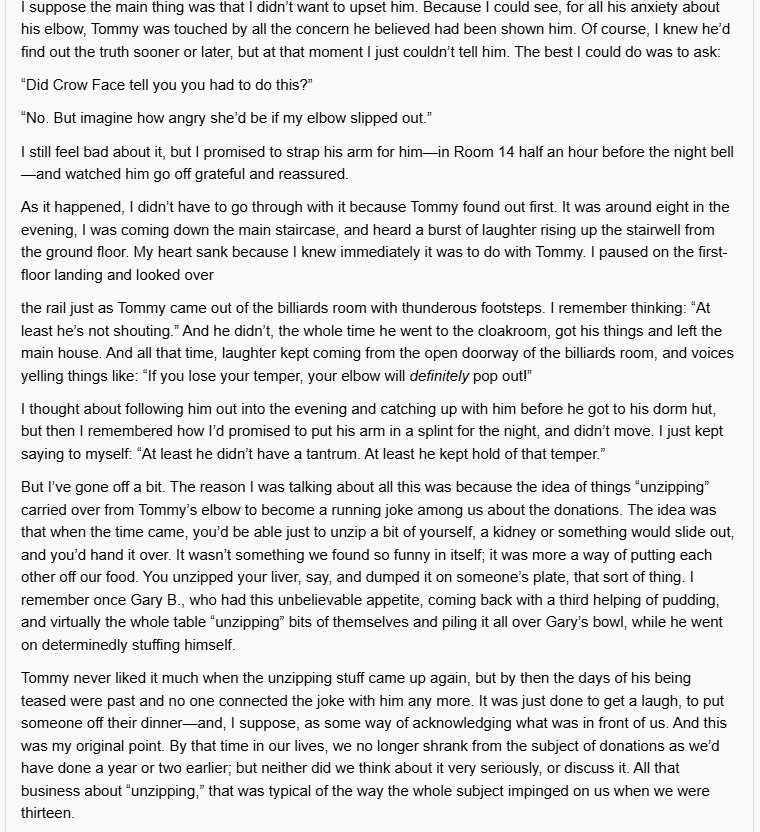 I suppose the main thing was that I didn’t want to upset him. Because I could see, for all his anxiety about
his elbow, Tommy was touched by all the concern he believed had been shown him. Of course, I knew he’d
find out the truth sooner or later, but at that moment I just couldn’t tell him. The best I could do was to ask:
“Did Crow Face tell you you had to do this?”
“No. But imagine how angry she’d be if my elbow slipped out.”
I still feel bad about it, but I promised to strap his arm for him—in Room 14 half an hour before the night bell
—and watched him go off grateful and reassured.
As it happened, I didn’t have to go through with it because Tommy found out first. It was around eight in the
evening, I was coming down the main staircase, and heard a burst of laughter rising up the stairwell from
the ground floor. My heart sank because I knew immediately it was to do with Tommy. I paused on the first-
floor landing and looked over
the rail just as Tommy came out of the billiards room with thunderous footsteps. I remember thinking: “At
least he’s not shouting.” And he didn’t, the whole time he went to the cloakroom, got his things and left the
main house. And all that time, laughter kept coming from the open doorway of the billiards room, and voices
yelling things like: “If you lose your temper, your elbow will definitely pop out!”
I thought about following him out into the evening and catching up with him before he got to his dorm hut,
but then I remembered how I’d promised to put his arm in a splint for the night, and didn’t move. I just kept
saying to myself: “At least he didn’t have a tantrum. At least he kept hold of that temper.”
But I’ve gone off a bit. The reason I was talking about all this was because the idea of things “unzipping”
carried over from Tommy’s elbow to become a running joke among us about the donations. The idea was
that when the time came, you’d be able just to unzip a bit of yourself, a kidney or something would slide out,
and you’d hand it over. It wasn’t something we found so funny in itself; it was more a way of putting each
other off our food. You unzipped your liver, say, and dumped it on someone’s plate, that sort of thing. I
remember once Gary B., who had this unbelievable appetite, coming back with a third helping of pudding,
and virtually the whole table “unzipping” bits of themselves and piling it all over Gary’s bowl, while he went
on determinedly stuffing himself.
Tommy never liked it much when the unzipping stuff came up again, but by then the days of his being
teased were past and no one connected the joke with him any more. It was just done to get a laugh, to put
someone off their dinner—and, I suppose, as some way of acknowledging what was in front of us. And this
was my original point. By that time in our lives, we no longer shrank from the subject of donations as we’d
have done a year or two earlier; but neither did we think about it very seriously, or discuss it. All that
business about “unzipping,” that was typical of the way the whole subject impinged on us when we were
thirteen.